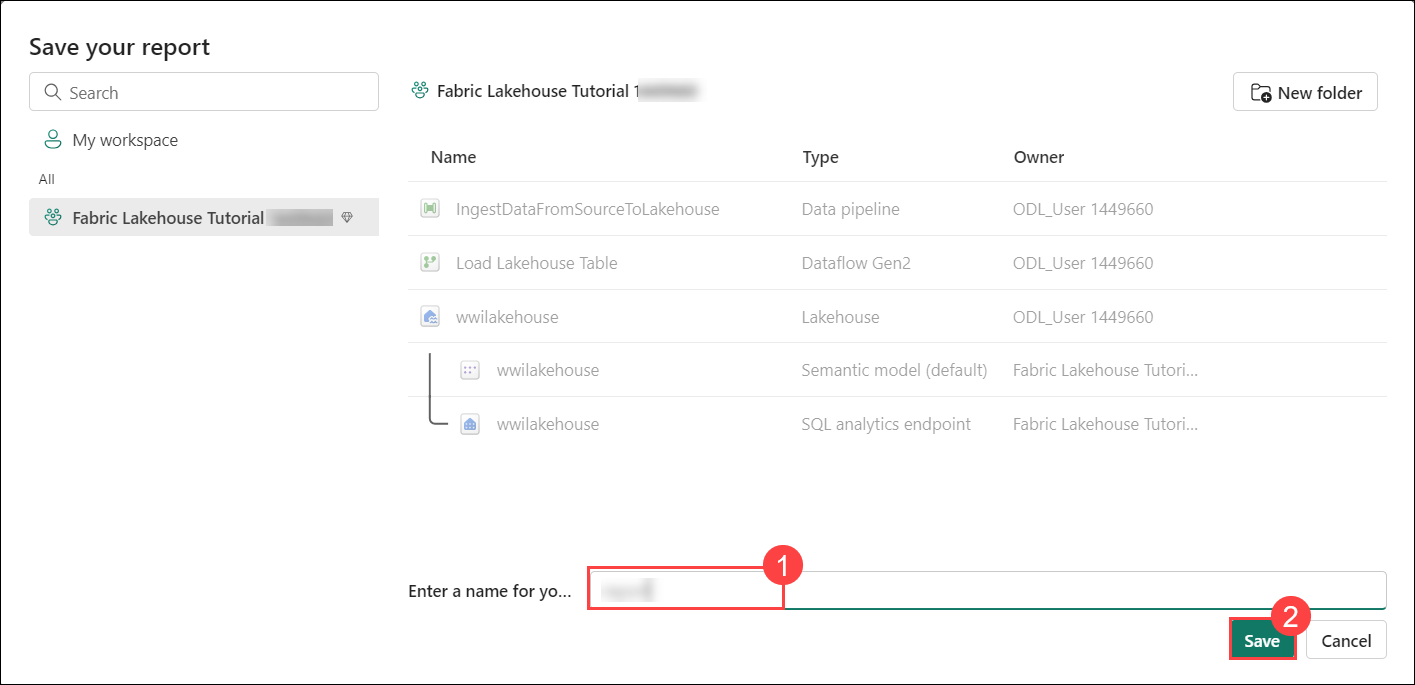 Save your report
Search
My workspace
All
Fabric Lakehouse Tutorial
Fabric Lakehouse Tutorial 1
New folder
Name Type Owner
IngestDataFromSourceToLakehouse Data pipeline ODL_User 1449660
Load Lakehouse Table Dataflow Gen2 ODL_User 1449660
wwilakehouse Lakehouse ODL_User 1449660
wwilakehouse Semantic model (default) Fabric Lakehouse Tutori...
wwilakehouse SQL analytics endpoint Fabric Lakehouse Tutori...
Enter a name for yo...
1
2
Save Cancel